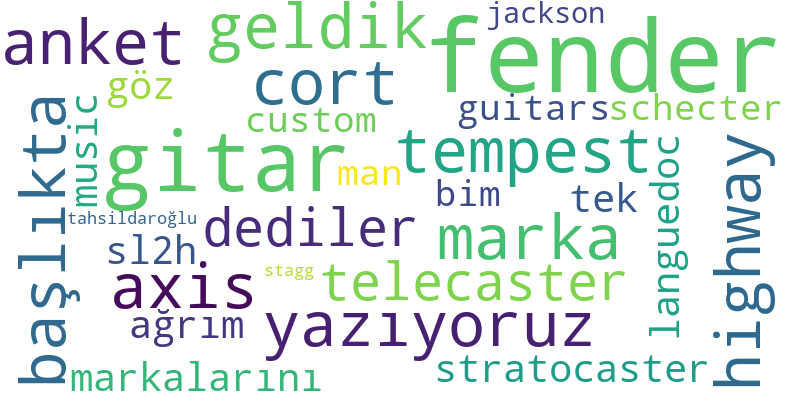 jackson
geldik
anket
fender
cort
göz
guitars
schecter
custom
music
gitar
tempest
man
bim
tek
başlıkta
tahsildaroğlu
dediler
marka
languedoc
highway
sl2h
stagg
axis
telecaster
ağrım
yazıyoruz
markalarını
stratocaster